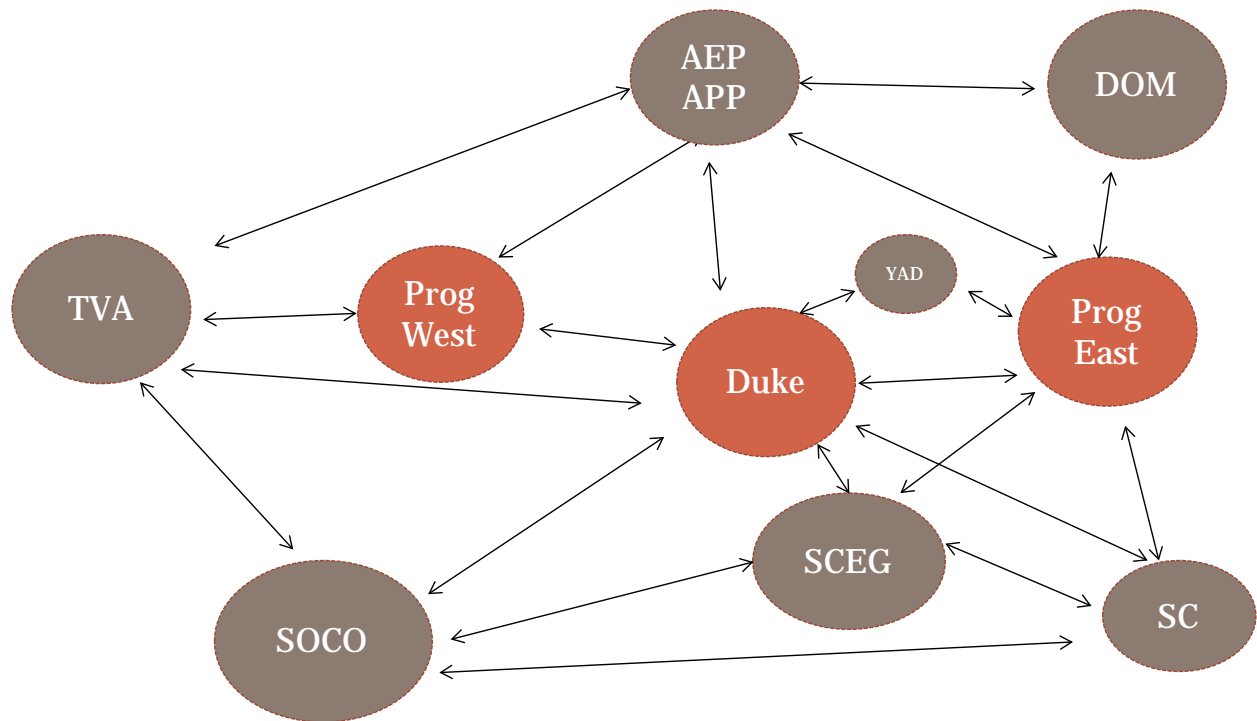 AEP
APP
DOM
YAD
TVA
Prog
West
Prog
East
Duke
SCEG
SC
SOCO